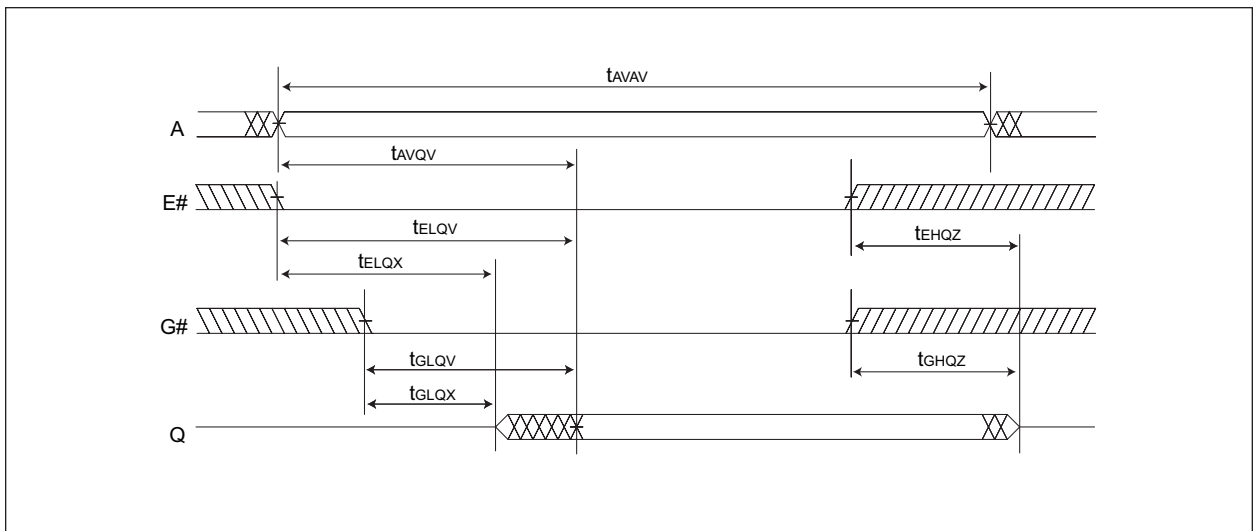 tAVAV
A
tAVQV
E#
tELQV
tEHQZ
tELQX
G#
tGLQV
tGHQZ
tGLQX
Q